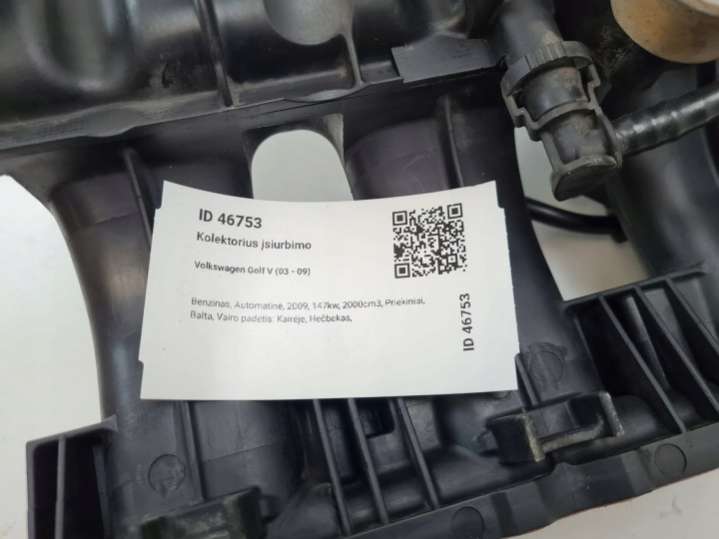 ID 46753
Kolektorius įsiurbimo
Volkswagen Golf V (03 - 09)
Benzinas, Automatinė, 2009, 147kw, 2000cm3, Priekiniai,
Balta, Vairo padėtis: Kairėje, Hečbekas,
ID 46753